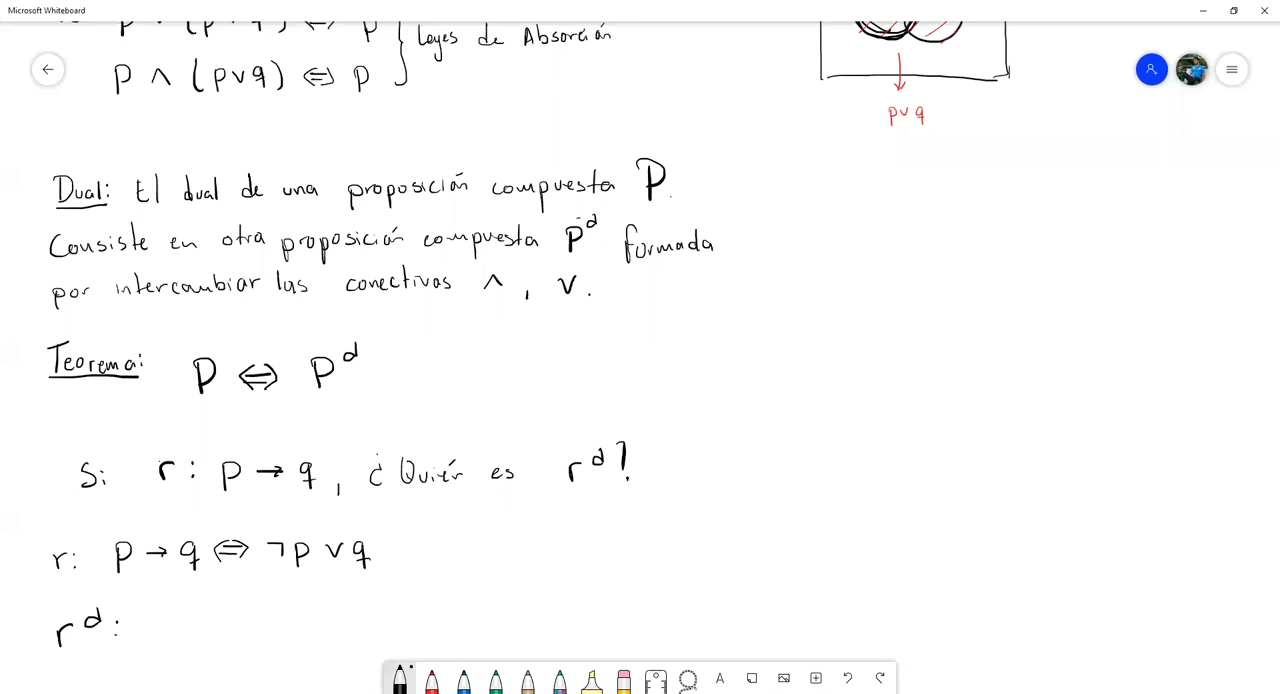 Microsoft Whiteboard
Leyes de Absorción
p ∧ (p ∨ q) ⇔ p
p ∨ q
Dual: El dual de una proposición compuesta P.
Consiste en otra proposición compuesta P^d formada
por intercambiar las conectivas ∧, ∨.
Teorema: P ⇔ P^d
Si r: p → q, ¿Quién es r^d?
r: p → q ⇔ ¬p ∨ q
r^d: